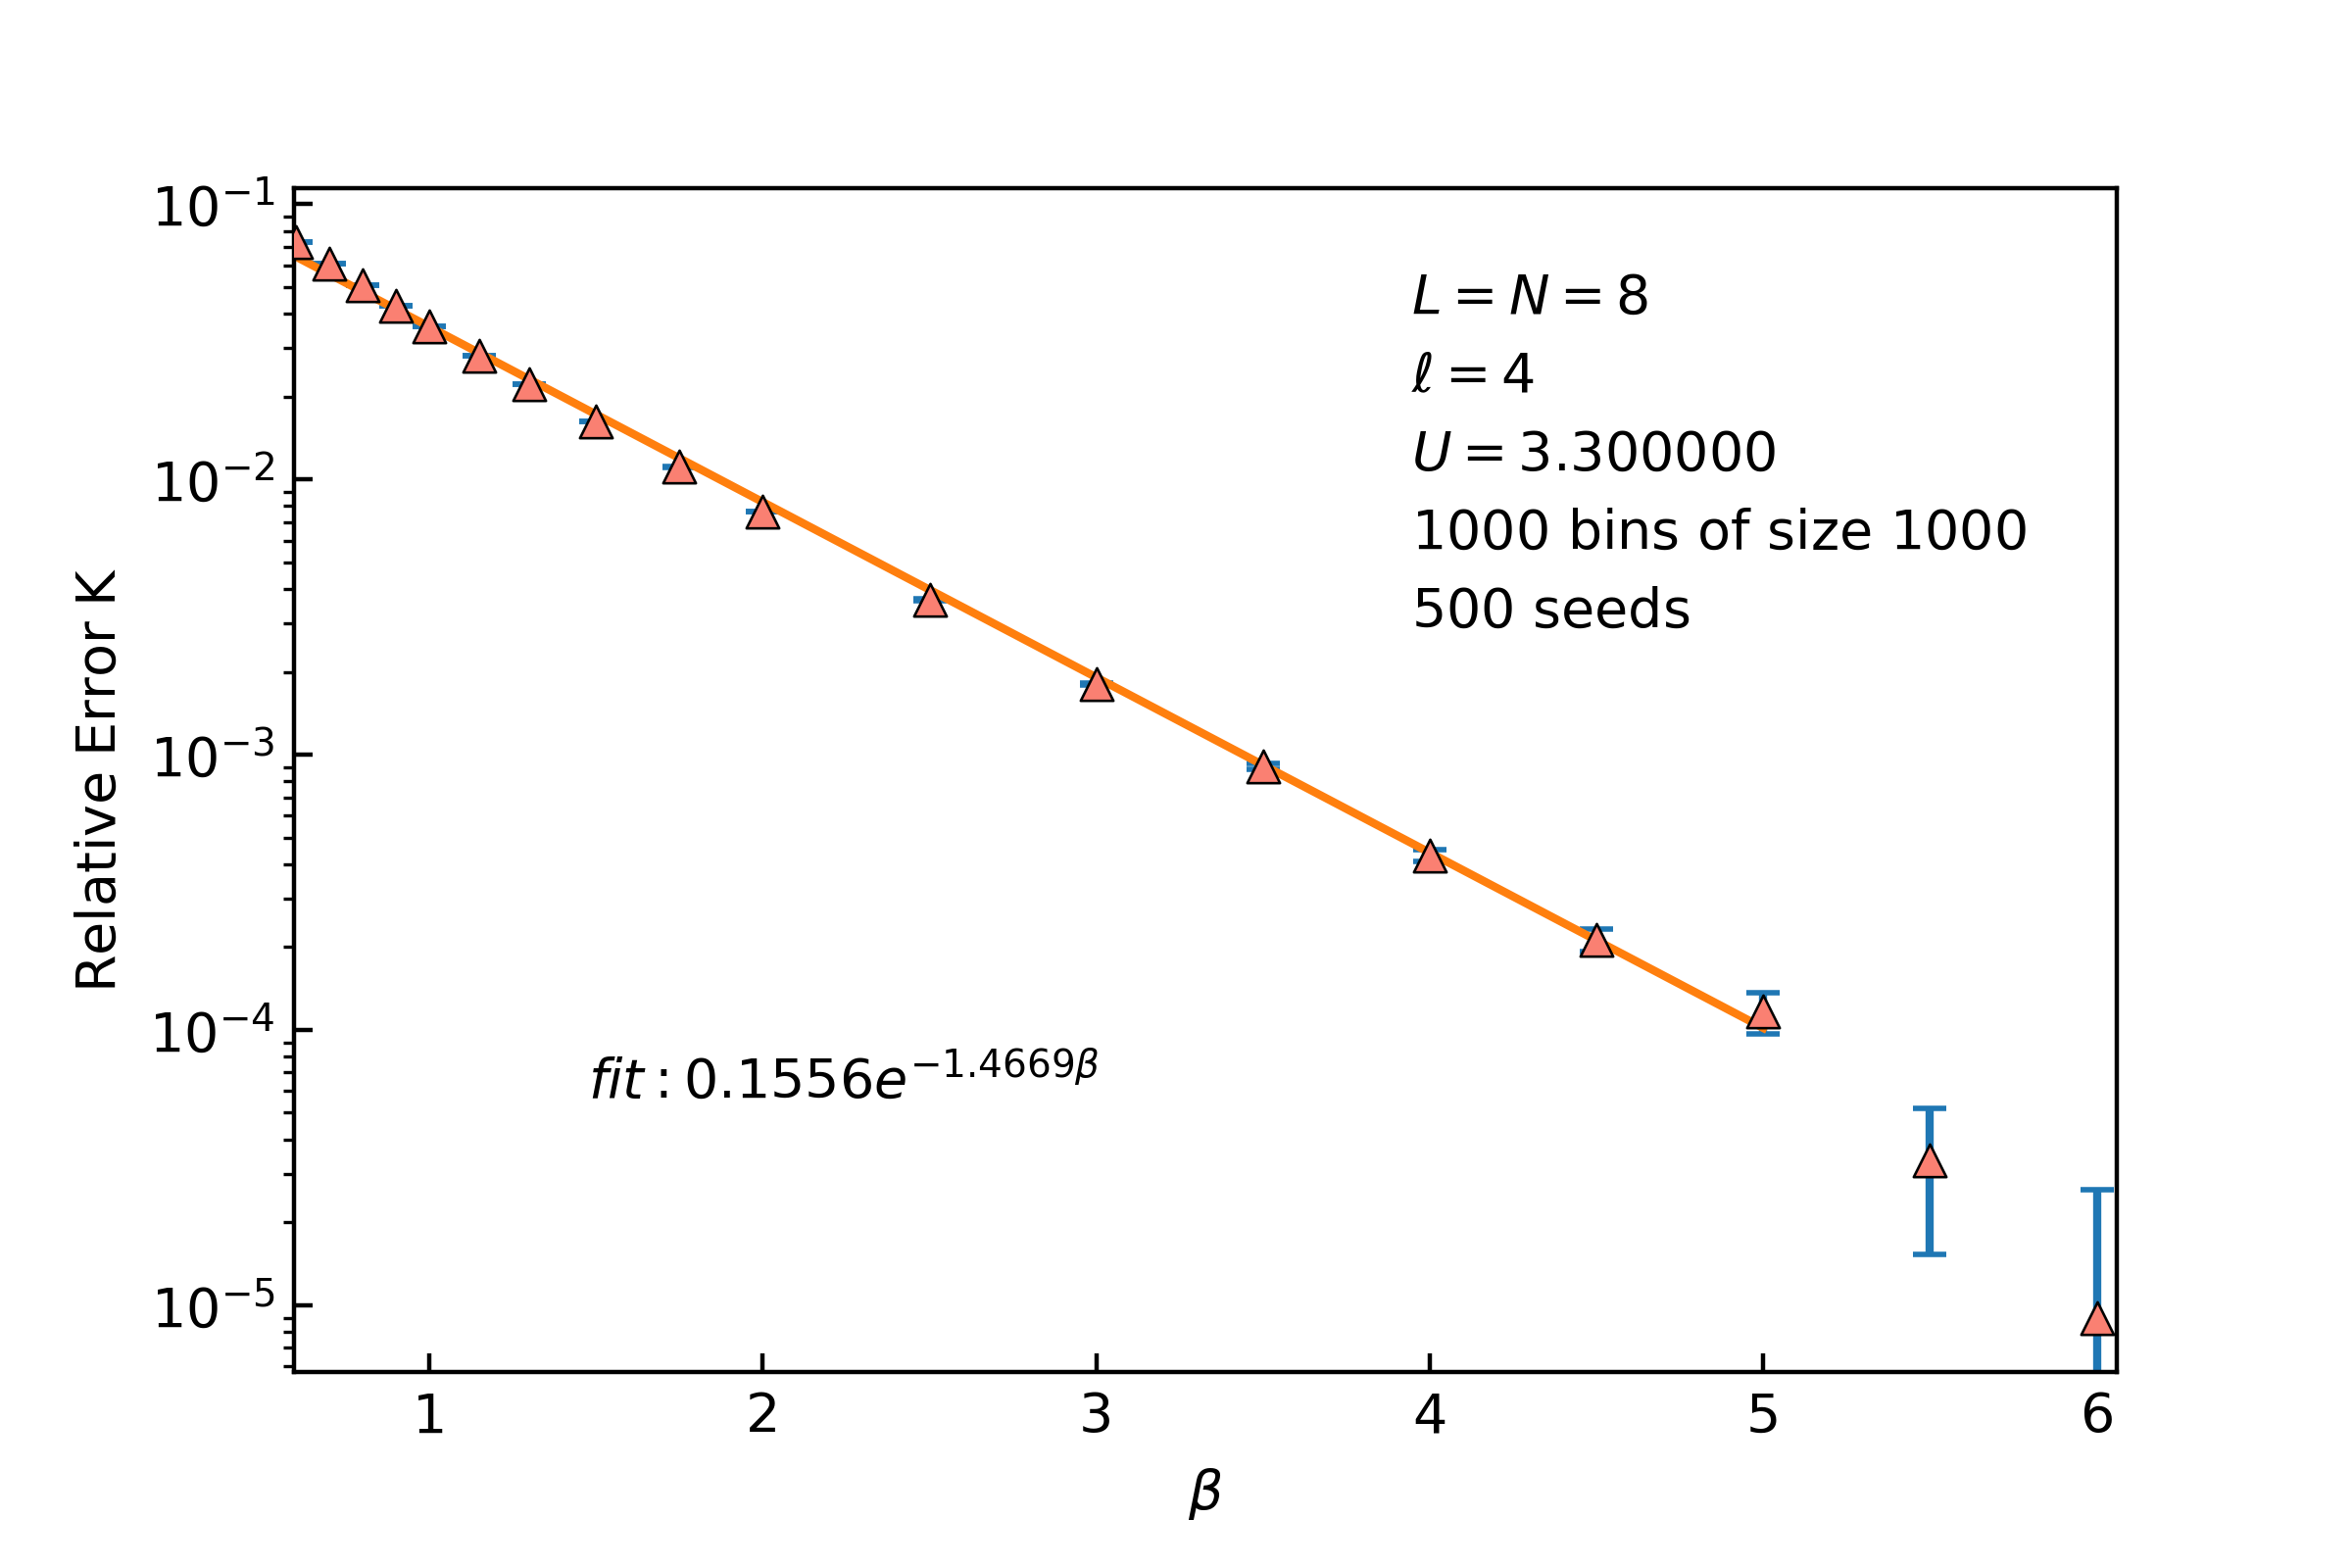 10⁻¹
10⁻²
10⁻³
10⁻⁴
10⁻⁵
Relative Error K
L = N = 8
ℓ = 4
U = 3.300000
1000 bins of size 1000
500 seeds
fit : 0.1556e⁻¹·⁴⁶⁶⁹ᵝ
1 2 3 4 5 6
β